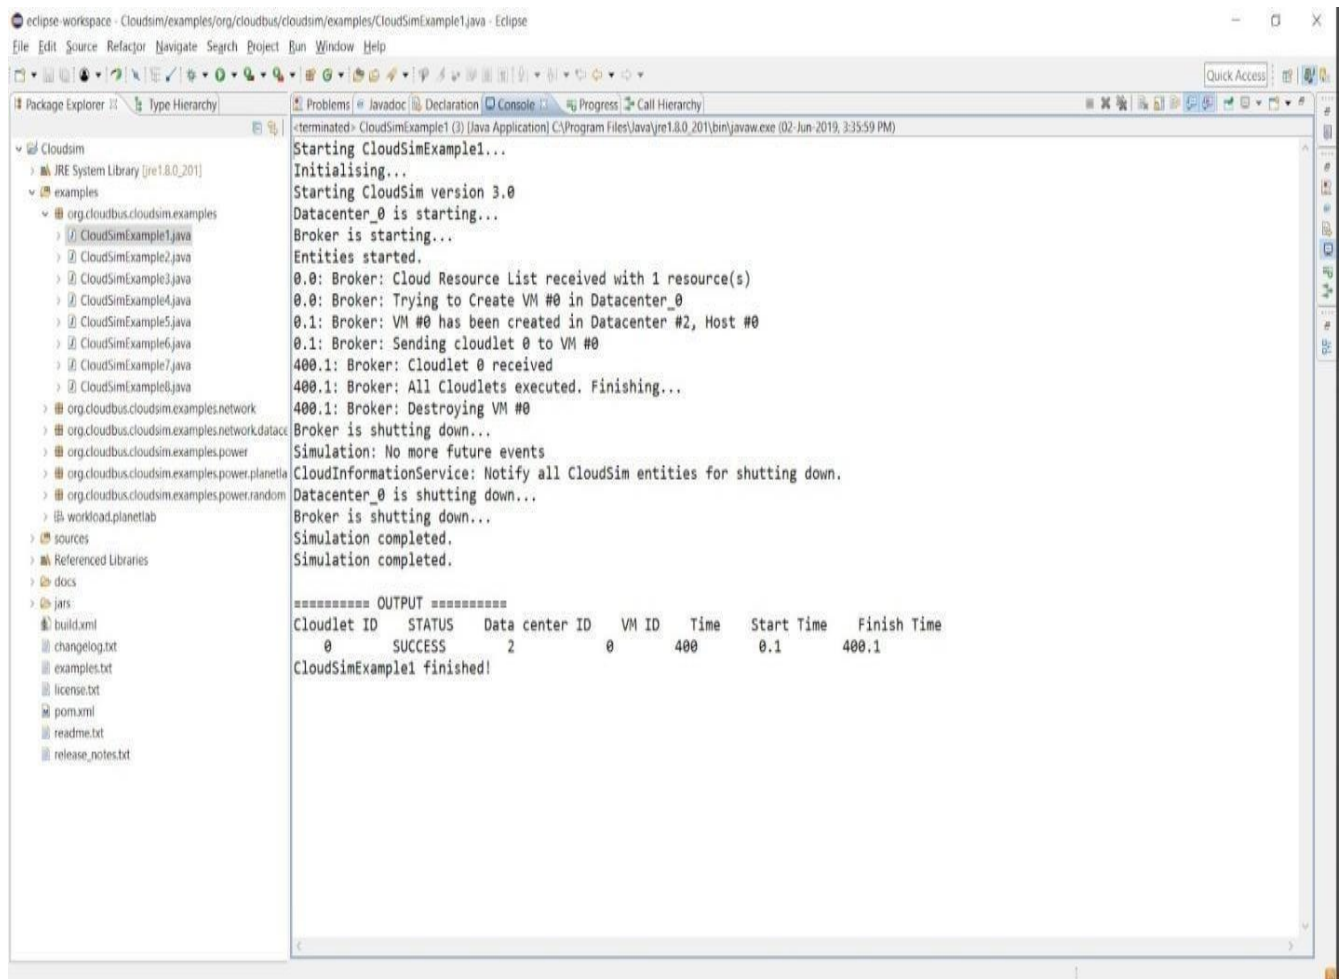 eclipse-workspace - Cloudsim/examples/org/cloudbus/cloudsim/examples/CloudSimExample1.java - Eclipse
File Edit Source Refactor Navigate Search Project Run Window Help
Quick Access
Package Explorer Type Hierarchy
Problems Javadoc Declaration Console Progress Call Hierarchy
<terminated> CloudSimExample1 (3) [Java Application] C:\Program Files\Java\jre1.8.0_201\bin\javaw.exe (02-Jun-2019, 3:35:59 PM)
Cloudsim
JRE System Library [jre1.8.0_201]
examples
org.cloudbus.cloudsim.examples
CloudSimExample1.java
CloudSimExample2.java
CloudSimExample3.java
CloudSimExample4.java
CloudSimExample5.java
CloudSimExample6.java
CloudSimExample7.java
CloudSimExample8.java
org.cloudbus.cloudsim.examples.network
org.cloudbus.cloudsim.examples.network.datace
org.cloudbus.cloudsim.examples.power
org.cloudbus.cloudsim.examples.power.planetla
org.cloudbus.cloudsim.examples.power.random
workload.planetlab
sources
Referenced Libraries
docs
jars
build.xml
changelog.txt
examples.txt
license.txt
pom.xml
readme.txt
release_notes.txt
Starting CloudSimExample1...
Initialising...
Starting CloudSim version 3.0
Datacenter_0 is starting...
Broker is starting...
Entities started.
0.0: Broker: Cloud Resource List received with 1 resource(s)
0.0: Broker: Trying to Create VM #0 in Datacenter_0
0.1: Broker: VM #0 has been created in Datacenter #2, Host #0
0.1: Broker: Sending cloudlet 0 to VM #0
400.1: Broker: Cloudlet 0 received
400.1: Broker: All Cloudlets executed. Finishing...
400.1: Broker: Destroying VM #0
Broker is shutting down...
Simulation: No more future events
CloudInformationService: Notify all CloudSim entities for shutting down.
Datacenter_0 is shutting down...
Broker is shutting down...
Simulation completed.
Simulation completed.
========== OUTPUT ==========
Cloudlet ID STATUS Data center ID VM ID Time Start Time Finish Time
0 SUCCESS 2 0 400 0.1 400.1
CloudSimExample1 finished!